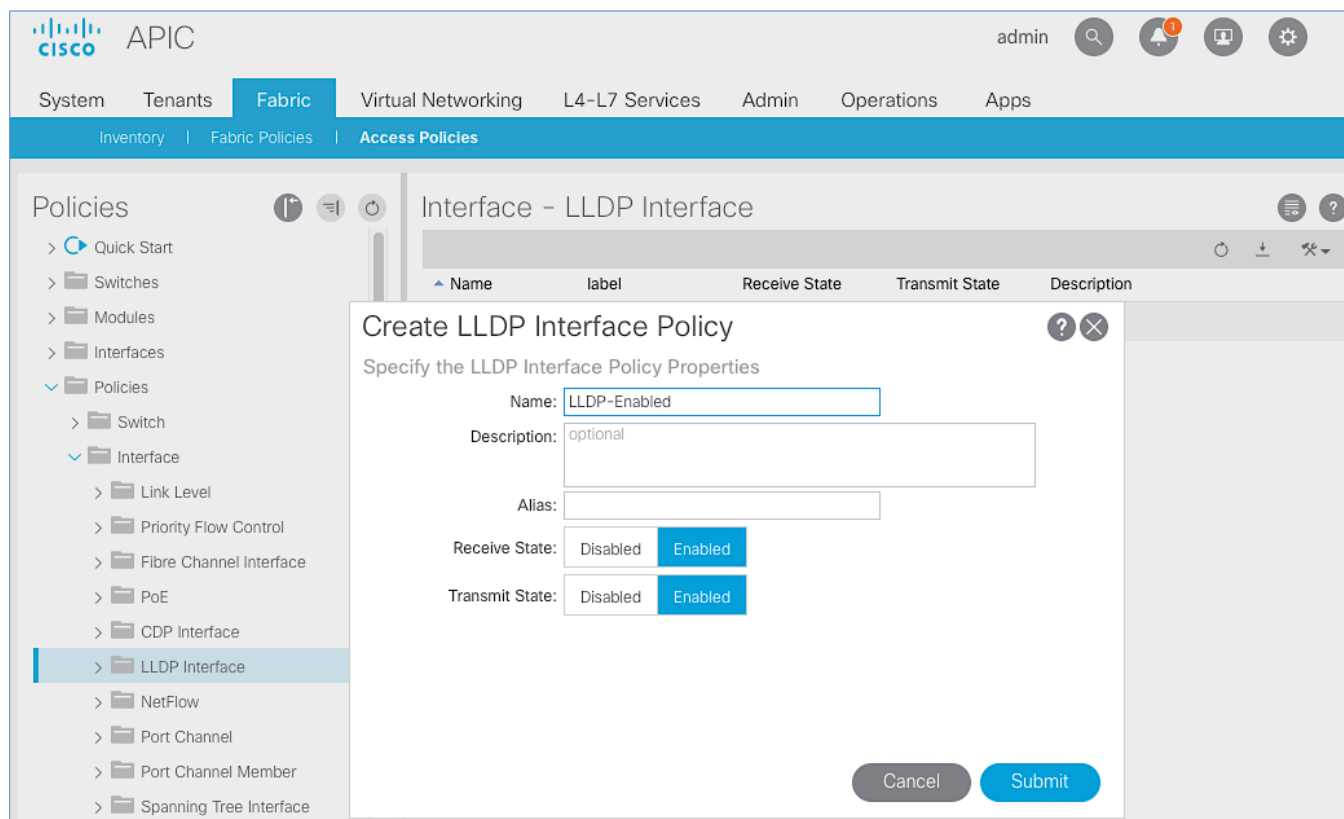 CISCO APIC admin 1
System Tenants Fabric Virtual Networking L4-L7 Services Admin Operations Apps
Inventory | Fabric Policies | Access Policies
Policies
Quick Start
Switches
Modules
Interfaces
Policies
Switch
Interface
Link Level
Priority Flow Control
Fibre Channel Interface
PoE
CDP Interface
LLDP Interface
NetFlow
Port Channel
Port Channel Member
Spanning Tree Interface
Interface - LLDP Interface ?
Name label Receive State Transmit State Description
Create LLDP Interface Policy ?
Specify the LLDP Interface Policy Properties
Name: LLDP-Enabled
Description: optional
Alias:
Receive State: Disabled Enabled
Transmit State: Disabled Enabled
Cancel Submit